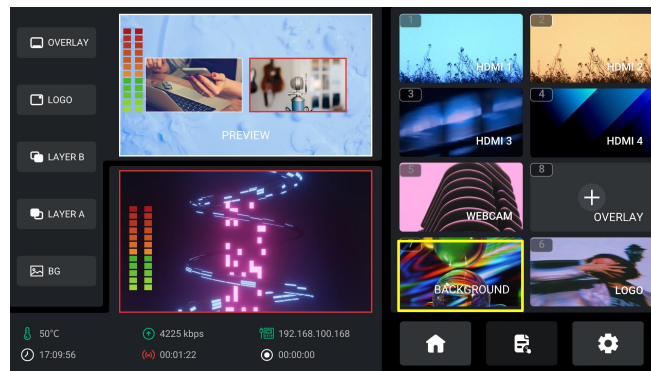 OVERLAY
LOGO
LAYER B
LAYER A
BG
PREVIEW
50°C
4225 kbps
192.168.100.168
17:09:56
00:01:22
00:00:00
1
HDMI 1
2
HDMI 2
3
HDMI 3
4
HDMI 4
5
WEBCAM
8
OVERLAY
7
BACKGROUND
6
LOGO